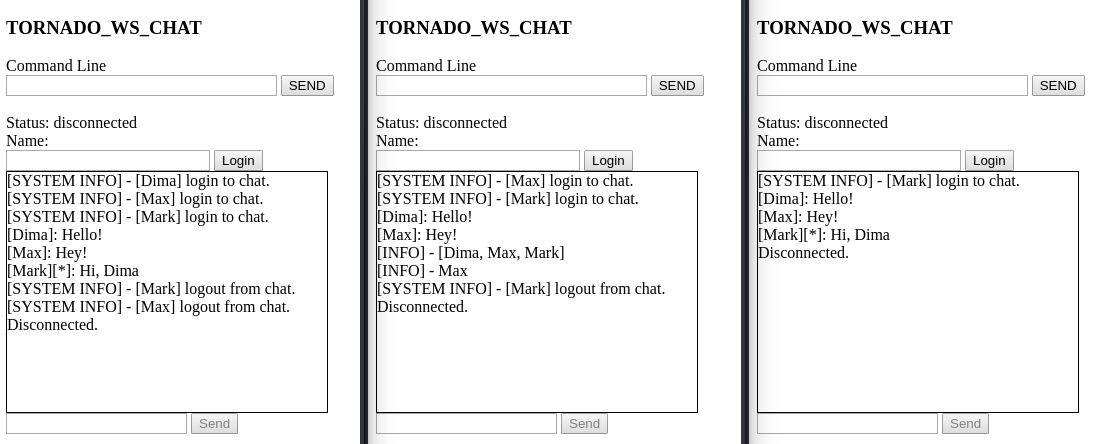 TORNADO_WS_CHAT
Command Line
SEND
Status: disconnected
Name:
Login
[SYSTEM INFO] - [Dima] login to chat.
[SYSTEM INFO] - [Max] login to chat.
[SYSTEM INFO] - [Mark] login to chat.
[Dima]: Hello!
[Max]: Hey!
[Mark][*]: Hi, Dima
[SYSTEM INFO] - [Mark] logout from chat.
[SYSTEM INFO] - [Max] logout from chat.
Disconnected.
Send
TORNADO_WS_CHAT
Command Line
SEND
Status: disconnected
Name:
Login
[SYSTEM INFO] - [Max] login to chat.
[SYSTEM INFO] - [Mark] login to chat.
[Dima]: Hello!
[Max]: Hey!
[INFO] - [Dima, Max, Mark]
[INFO] - Max
[SYSTEM INFO] - [Mark] logout from chat.
Disconnected.
Send
TORNADO_WS_CHAT
Command Line
SEND
Status: disconnected
Name:
Login
[SYSTEM INFO] - [Mark] login to chat.
[Dima]: Hello!
[Max]: Hey!
[Mark][*]: Hi, Dima
Disconnected.
Send